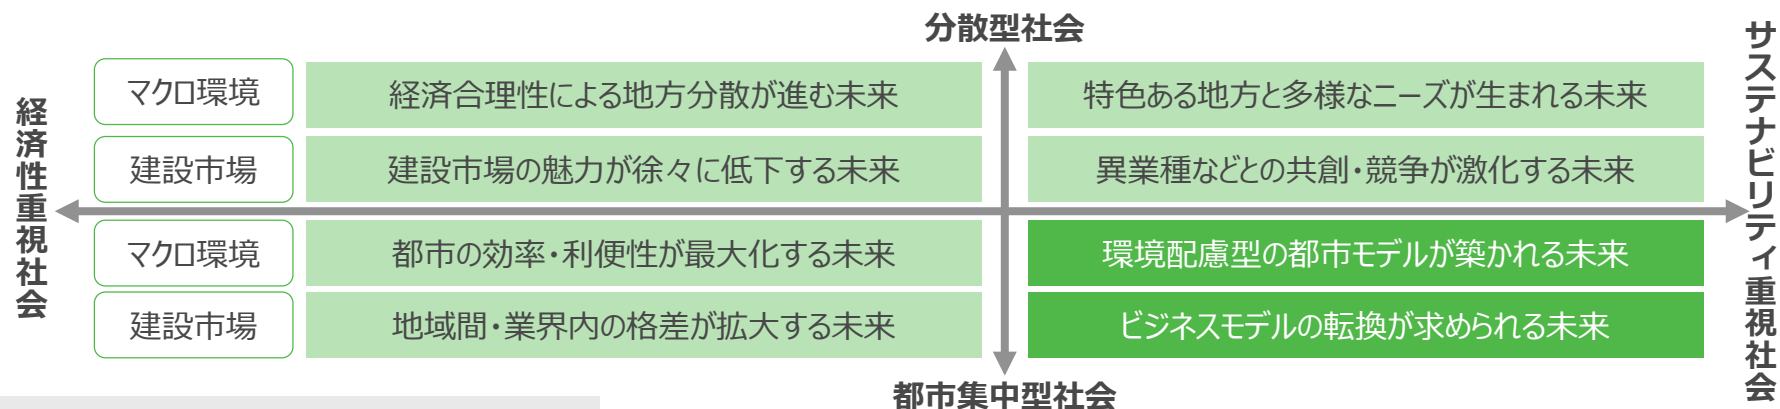 分散型社会
経済性重視社会
サステナビリティ重視社会
マクロ環境
経済合理性による地方分散が進む未来
特色ある地方と多様なニーズが生まれる未来
建設市場
建設市場の魅力が徐々に低下する未来
異業種などとの共創・競争が激化する未来
マクロ環境
都市の効率・利便性が最大化する未来
環境配慮型の都市モデルが築かれる未来
建設市場
地域間・業界内の格差が拡大する未来
ビジネスモデルの転換が求められる未来
都市集中型社会